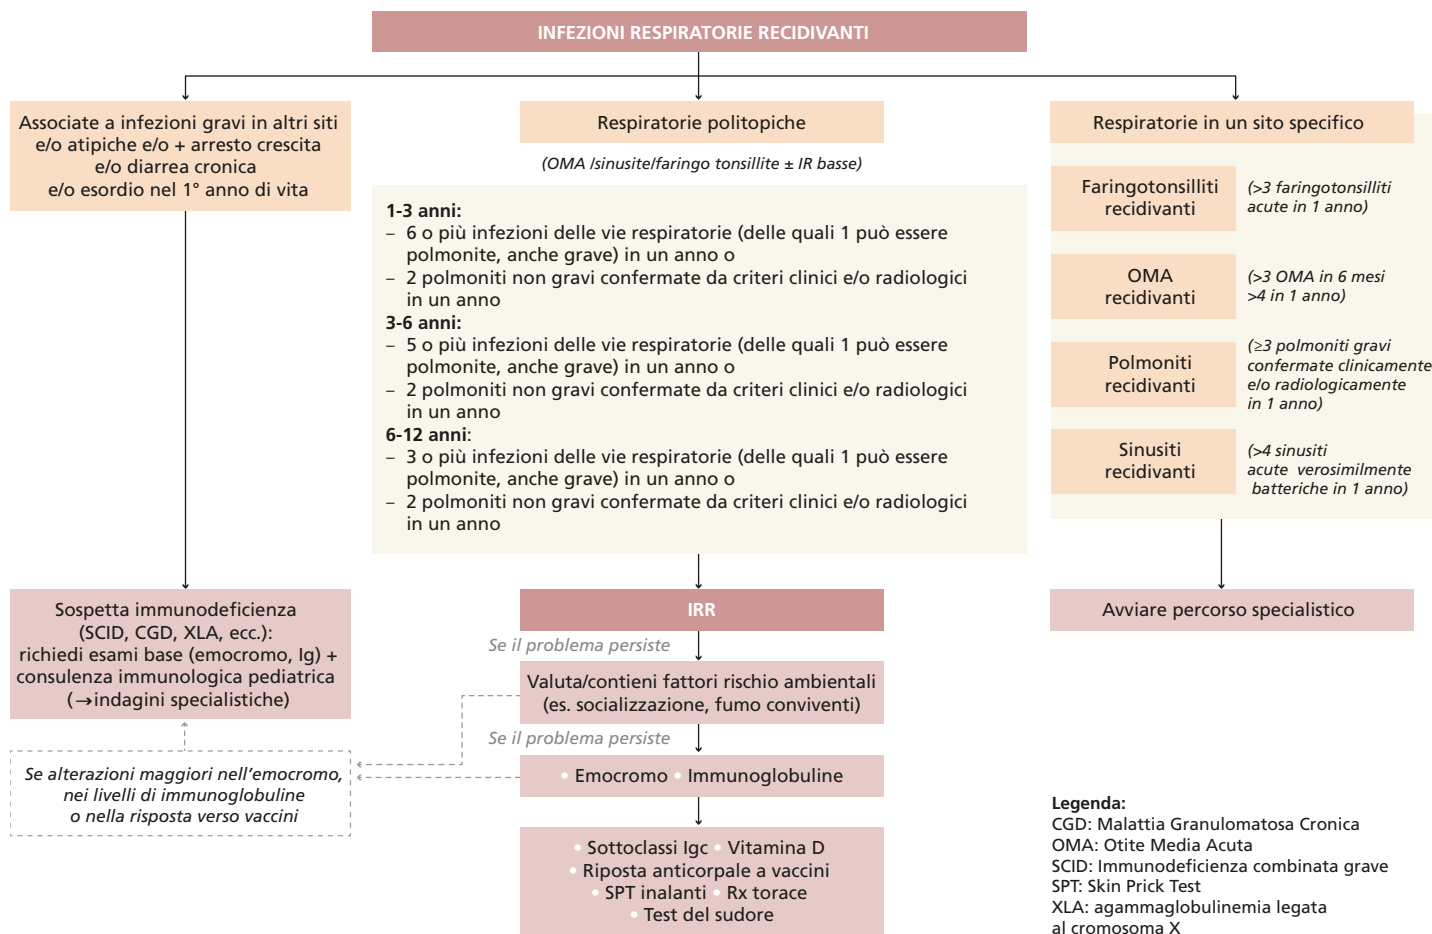 INFEZIONI RESPIRATORIE RECIDIVANTI
Associate a infezioni gravi in altri siti
e/o atipiche e/o + arresto crescita
e/o diarrea cronica
e/o esordio nel 1° anno di vita
Sospetta immunodeficienza
(SCID, CGD, XLA, ecc.):
richiedi esami base (emocromo, Ig) +
consulenza immunologica pediatrica
(→indagini specialistiche)
Se alterazioni maggiori nell’emocromo,
nei livelli di immunoglobuline
o nella risposta verso vaccini
Respiratorie politopiche
(OMA /sinusite/faringo tonsillite ± IR basse)
1-3 anni:
– 6 o più infezioni delle vie respiratorie (delle quali 1 può essere
polmonite, anche grave) in un anno o
– 2 polmoniti non gravi confermate da criteri clinici e/o radiologici
in un anno
3-6 anni:
– 5 o più infezioni delle vie respiratorie (delle quali 1 può essere
polmonite, anche grave) in un anno o
– 2 polmoniti non gravi confermate da criteri clinici e/o radiologici
in un anno
6-12 anni:
– 3 o più infezioni delle vie respiratorie (delle quali 1 può essere
polmonite, anche grave) in un anno o
– 2 polmoniti non gravi confermate da criteri clinici e/o radiologici
in un anno
IRR
Se il problema persiste
Valuta/contieni fattori rischio ambientali
(es. socializzazione, fumo conviventi)
Se il problema persiste
• Emocromo • Immunoglobuline
• Sottoclassi Igc • Vitamina D
• Riposta anticorpale a vaccini
• SPT inalanti • Rx torace
• Test del sudore
Respiratorie in un sito specifico
Faringotonsilliti
recidivanti
(>3 faringotonsilliti
acute in 1 anno)
OMA
recidivanti
(>3 OMA in 6 mesi
>4 in 1 anno)
Polmoniti
recidivanti
(≥3 polmoniti gravi
confermate clinicamente
e/o radiologicamente
in 1 anno)
Sinusiti
recidivanti
(>4 sinusiti
acute verosimilmente
batteriche in 1 anno)
Avviare percorso specialistico
Legenda:
CGD: Malattia Granulomatosa Cronica
OMA: Otite Media Acuta
SCID: Immunodeficienza combinata grave
SPT: Skin Prick Test
XLA: agammaglobulinemia legata
al cromosoma X